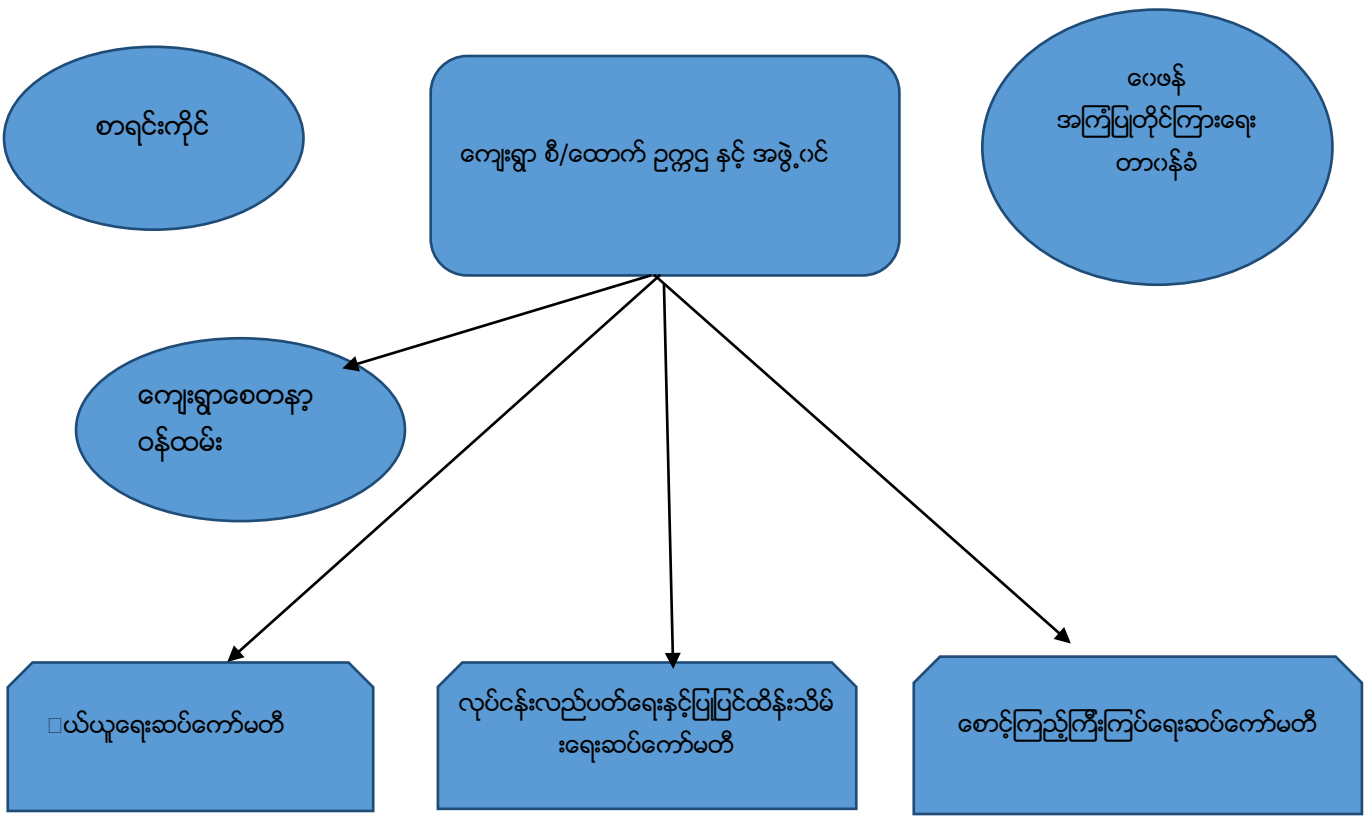 စာရင်းကိုင်
ကျေးရွာ စီ/ထောက် ဥက္ကဌ နှင့် အဖွဲ့ဝင်
ဝေဖန်
အကြံပြုတိုင်ကြားရေး
တာဝန်ခံ
ကျေးရွာစေတနာ့
ဝန်ထမ်း
□ယ်ယူရေးဆပ်ကော်မတီ
လုပ်ငန်းလည်ပတ်ရေးနှင့်ပြုပြင်ထိန်းသိမ်
းရေးဆပ်ကော်မတီ
စောင့်ကြည့်ကြီးကြပ်ရေးဆပ်ကော်မတီ